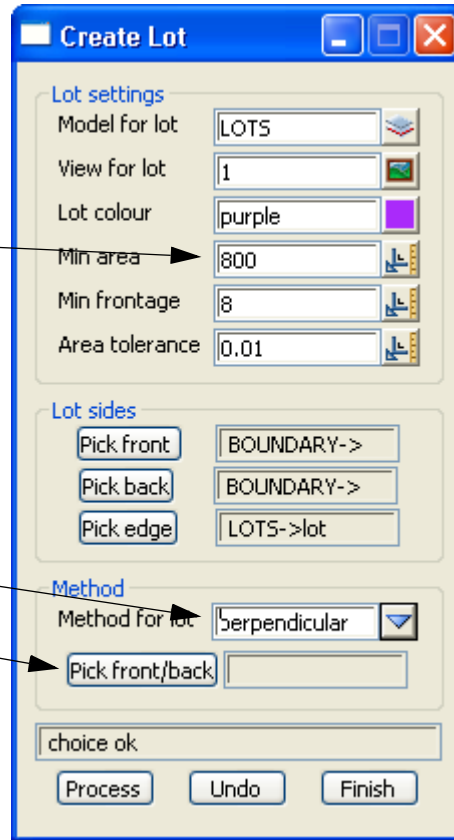 Create Lot
Lot settings
Model for lot LOTS
View for lot 1
Lot colour purple
Min area 800
Min frontage 8
Area tolerance 0.01
Lot sides
Pick front BOUNDARY->
Pick back BOUNDARY->
Pick edge LOTS->lot
Method
Method for lot perpendicular
Pick front/back
choice ok
Process Undo Finish